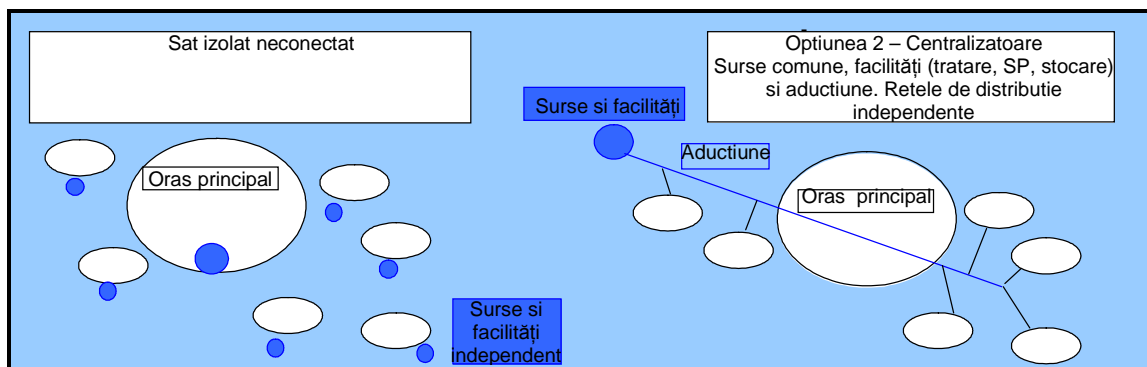 Sat izolat neconectat
Optiunea 2 – Centralizatoare
Surse comune, facilități (tratare, SP, stocare)
si aductiune. Retele de distributie
independente
Surse si facilități
Aductiune
Oras principal
Oras principal
Surse si
facilități
independent